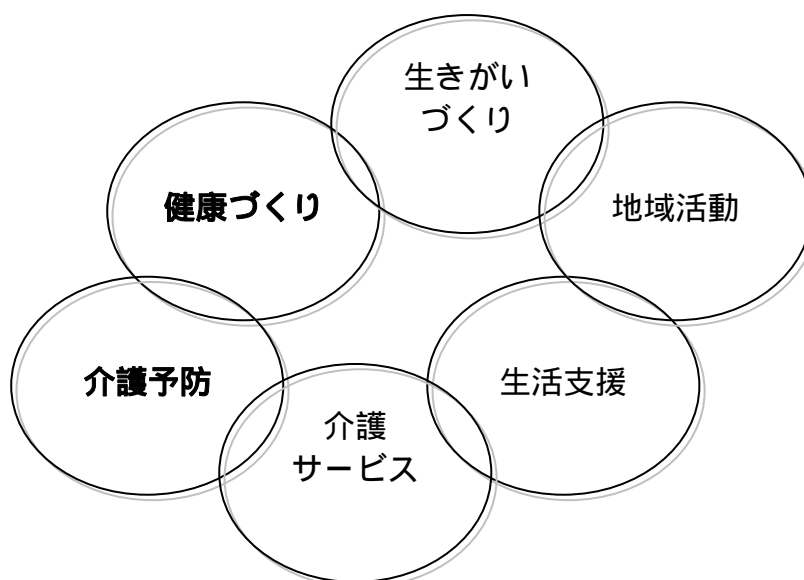 生きがい
づくり
健康づくり
地域活動
介護予防
生活支援
介護
サービス